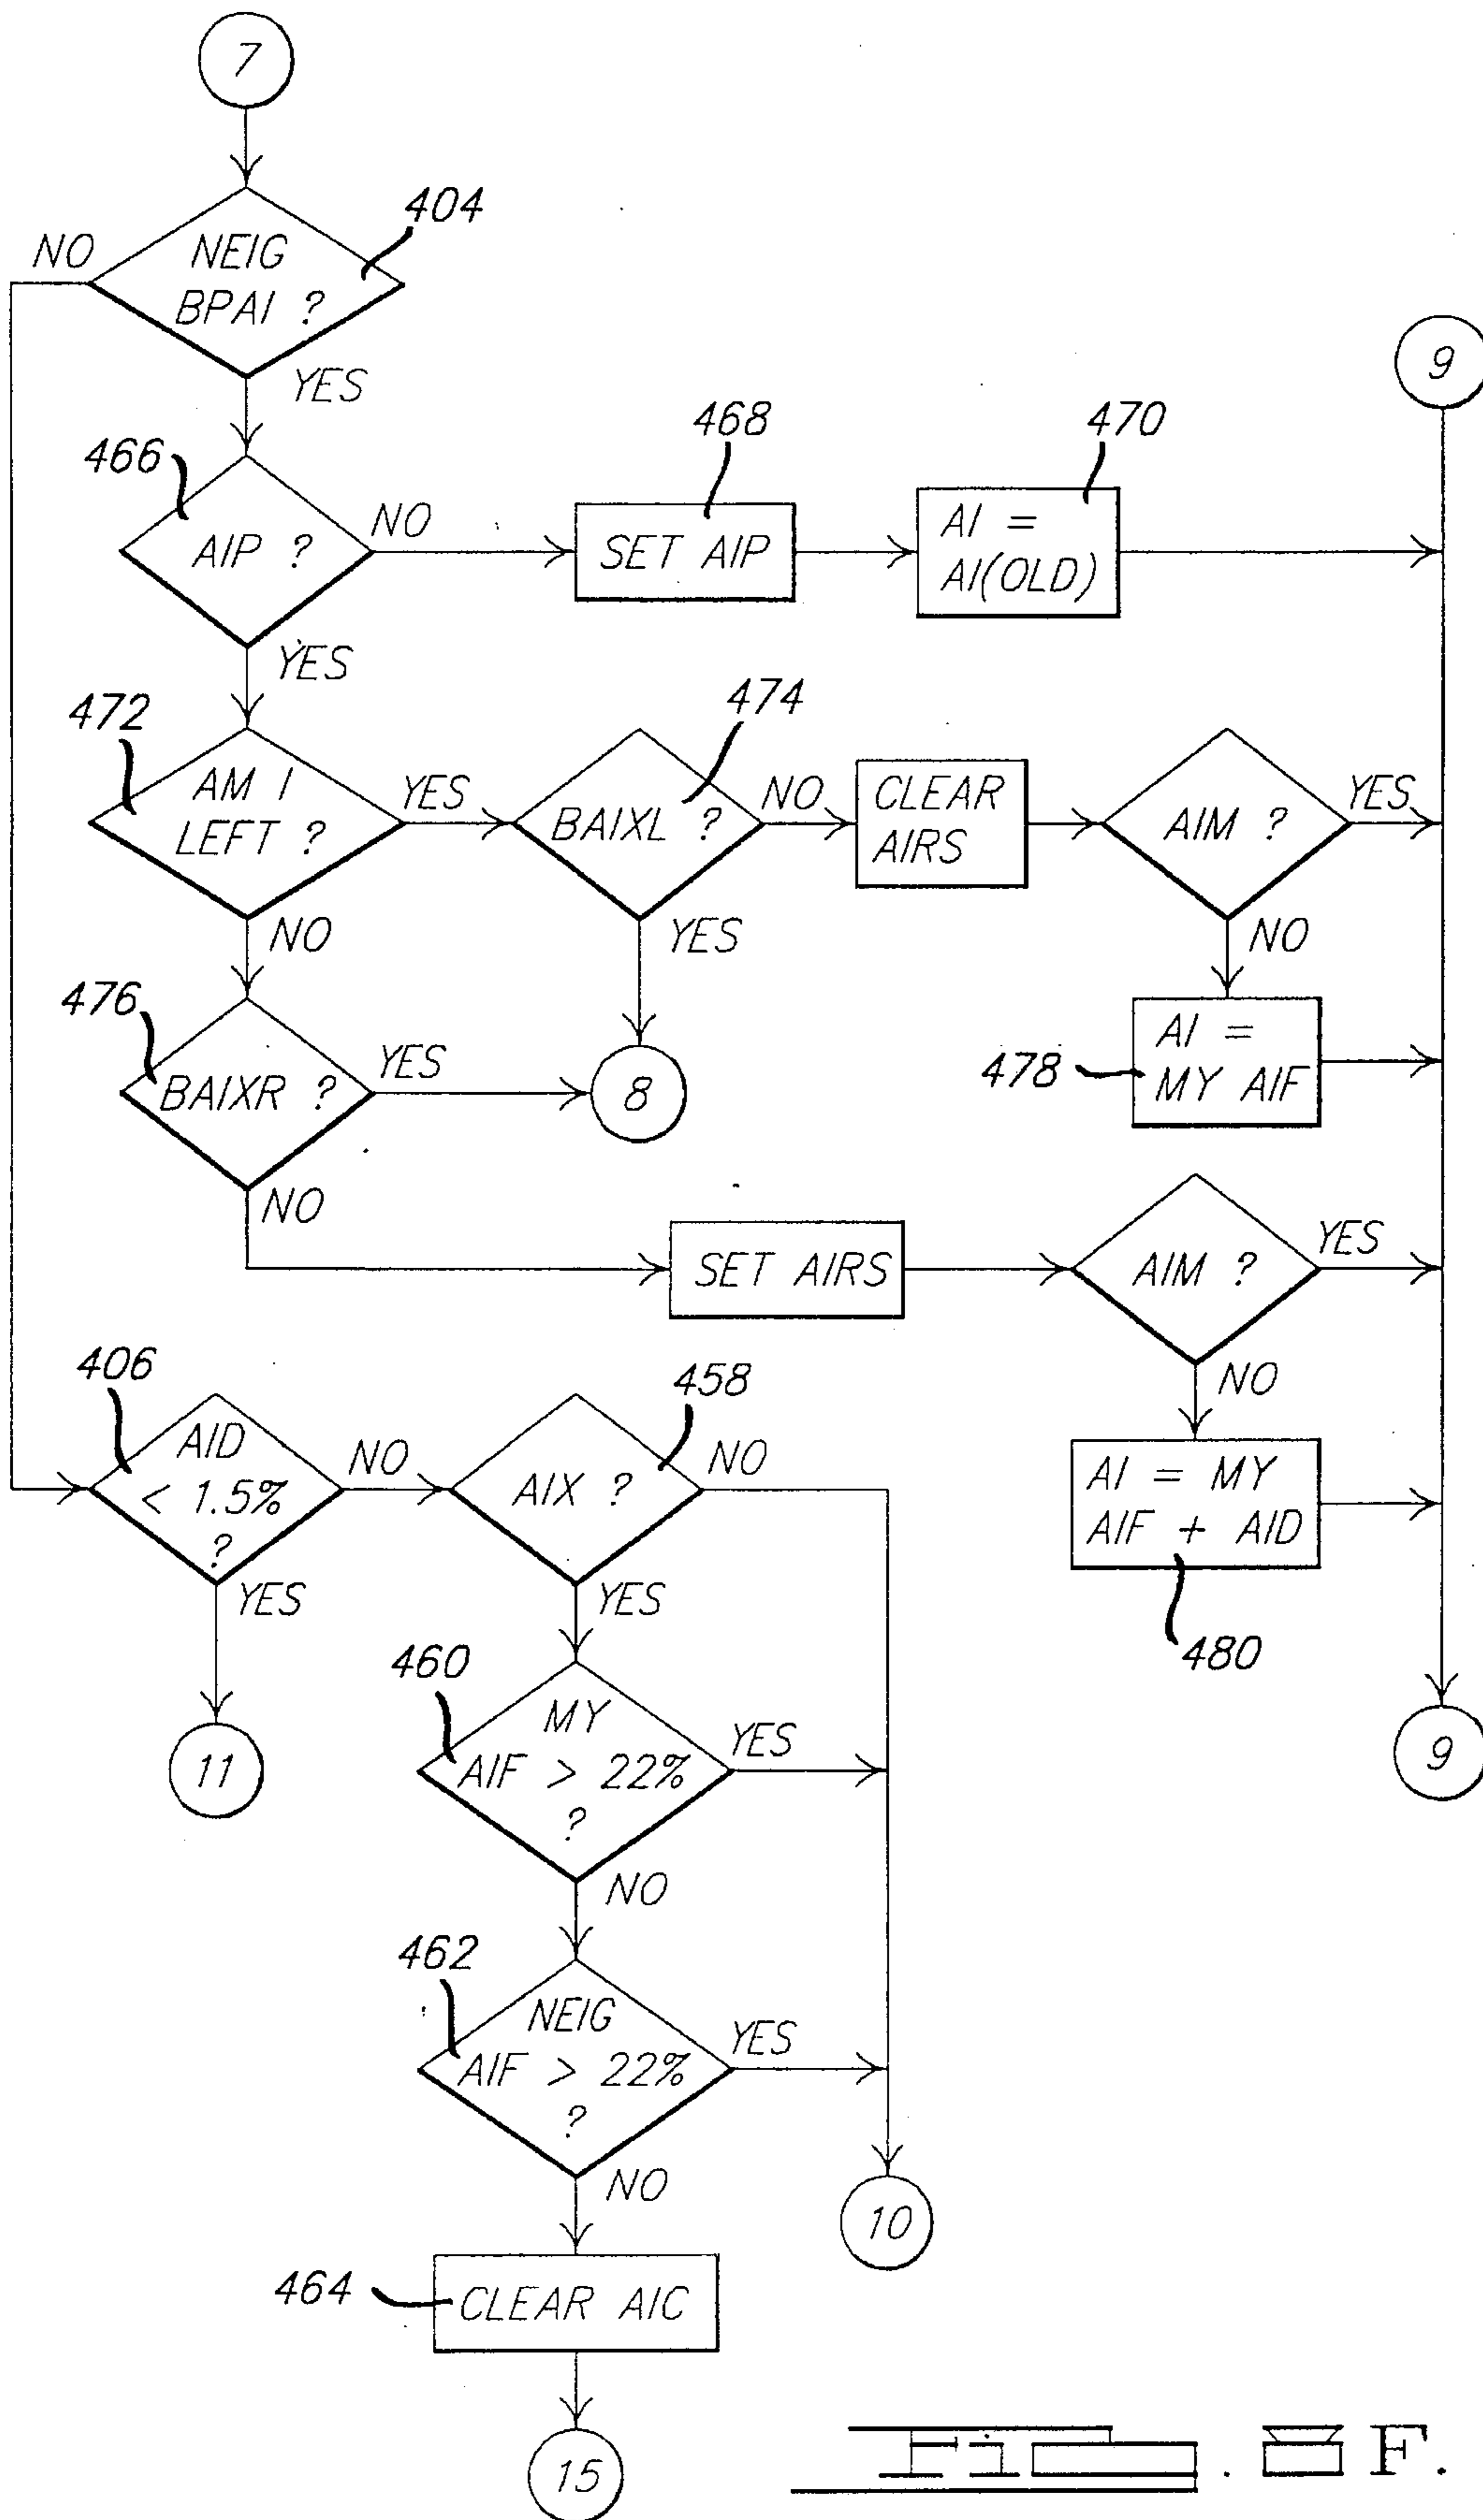 7
404
NO
NEIG
BPAI ?
YES
9
466
AIP ?
NO
468
SET AIP
470
AI =
AI(OLD)
YES
472
AM I
LEFT ?
YES
474
BAIXL ?
NO
CLEAR
AIRS
AIM ?
YES
NO
YES
NO
476
BAIXR ?
YES
8
478
AI =
MY AIF
NO
SET AIRS
AIM ?
YES
NO
406
AID
< 1.5%
?
NO
458
AIX ?
NO
AI = MY
AIF + AID
480
YES
YES
11
460
MY
AIF > 22%
?
YES
9
NO
462
NEIG
AIF > 22%
?
YES
NO
10
464
CLEAR AIC
15
F.